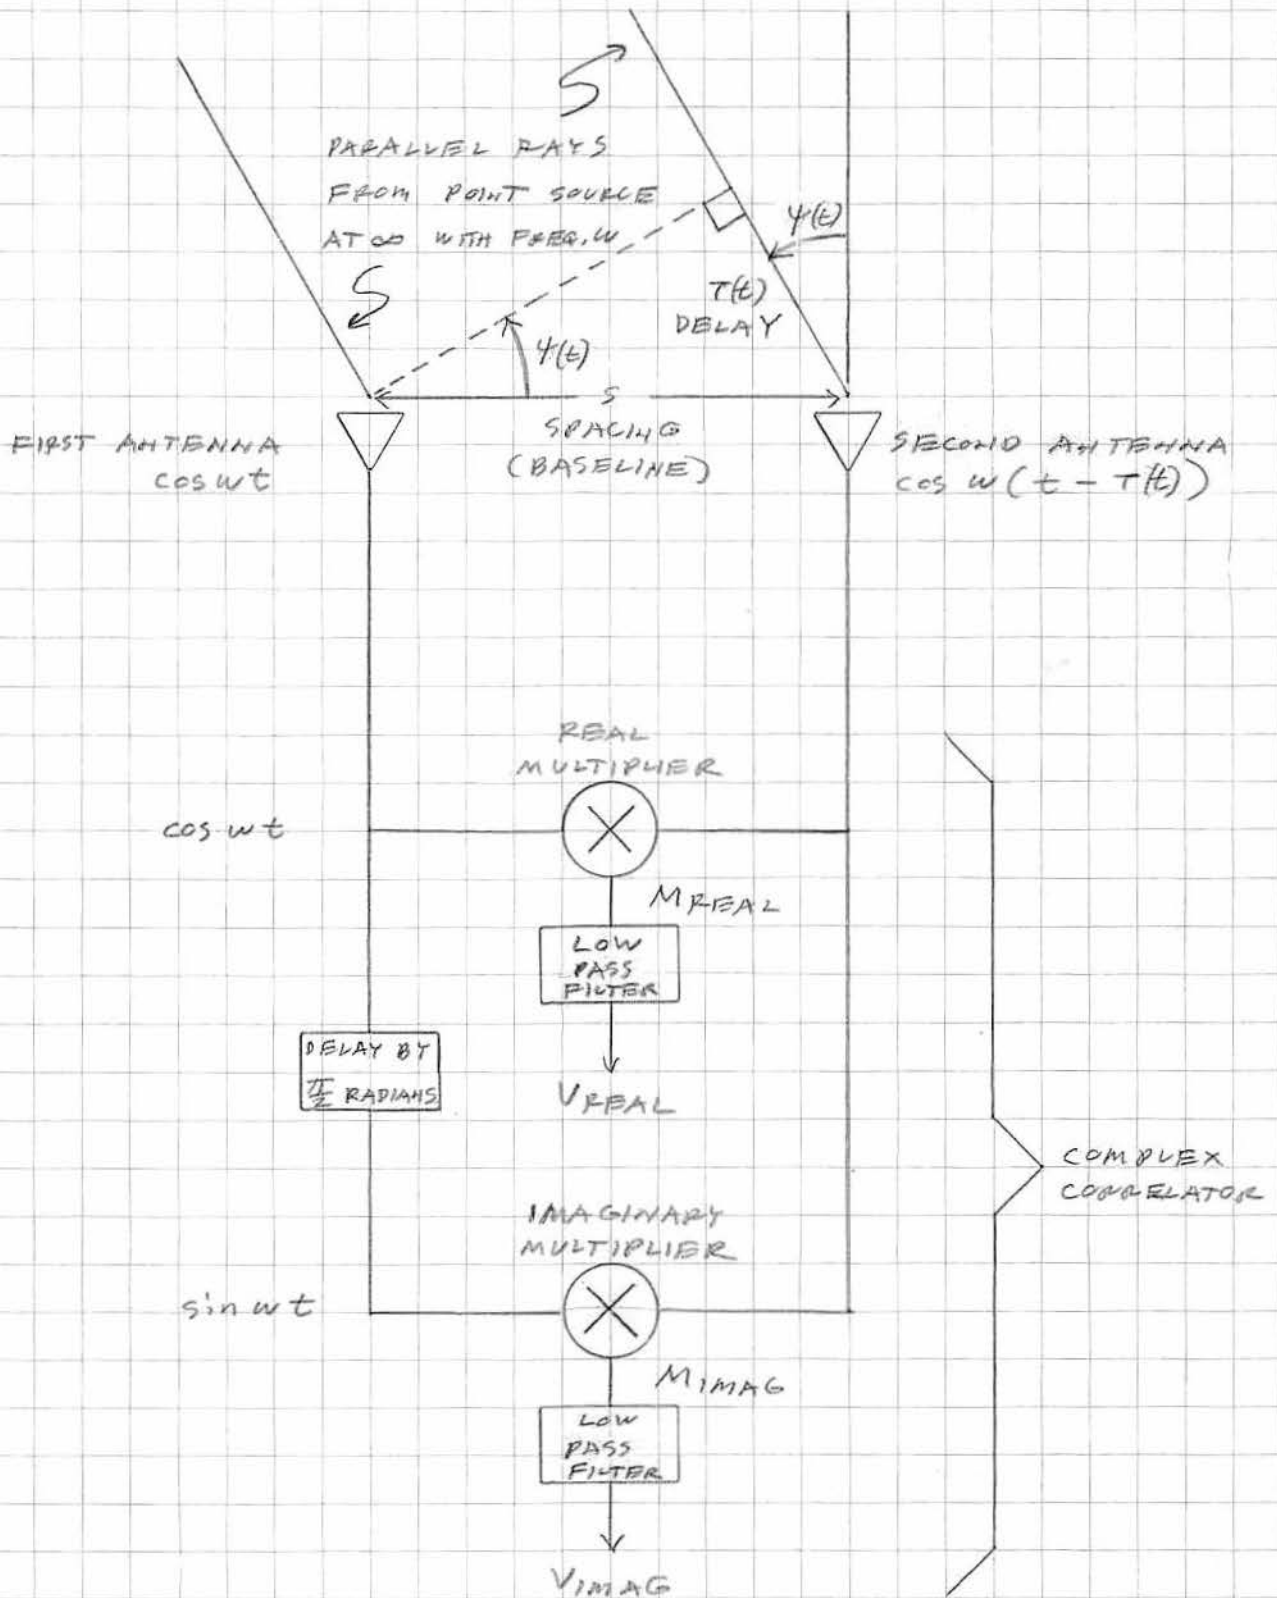 PARALLEL RAYS
FROM POINT SOURCE
AT ∞ WITH FREQ. ω
ψ(t)
τ(t)
DELAY
ψ(t)
S
SPACING
(BASELINE)
FIRST ANTENNA
cos ωt
SECOND ANTENNA
cos ω(t - τ(t))
REAL
MULTIPLIER
cos ωt
MREAL
LOW
PASS
FILTER
DELAY BY
π/2 RADIANS
VREAL
COMPLEX
CORRELATOR
IMAGINARY
MULTIPLIER
sin ωt
MIMAG
LOW
PASS
FILTER
VIMAG